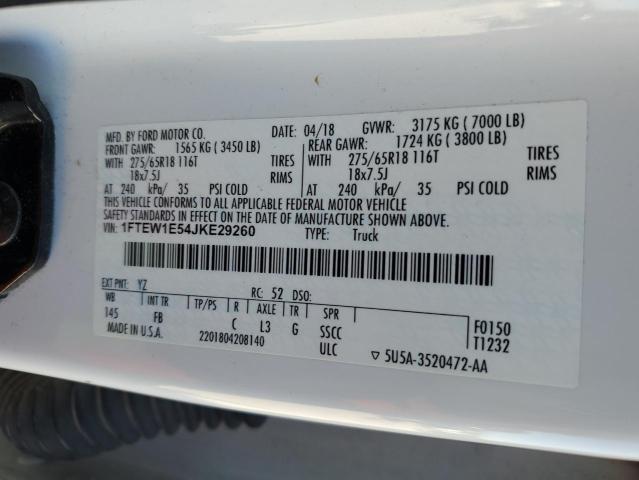 MFD. BY FORD MOTOR CO. 04/18 GVWR: 3175 KG ( 7000 LB)
FRONT GAWR: 1565 KG ( 3450 LB) REAR GAWR: 1724 KG ( 3800 LB)
WITH 275/65R18 116T TIRES WITH 275/65R18 116T TIRES
18x7.5J RIMS 18x7.5J RIMS
AT 240 kPa/ 35 PSI COLD AT 240 kPa/ 35 PSI COLD
THIS VEHICLE CONFORMS TO ALL APPLICABLE FEDERAL MOTOR VEHICLE
SAFETY STANDARDS IN EFFECT ON THE DATE OF MANUFACTURE SHOWN ABOVE.
VIN: 1FTEW1E54JKE29260 TYPE: Truck
EXT PNT: YZ RC: 52 DSO:
WB INT TR TP/PS R AXLE TR SPR F0150
145 FB C L3 G SSCC T1232
MADE IN U.S.A. 2201804208140 ULC ▽ 5U5A-3520472-AA